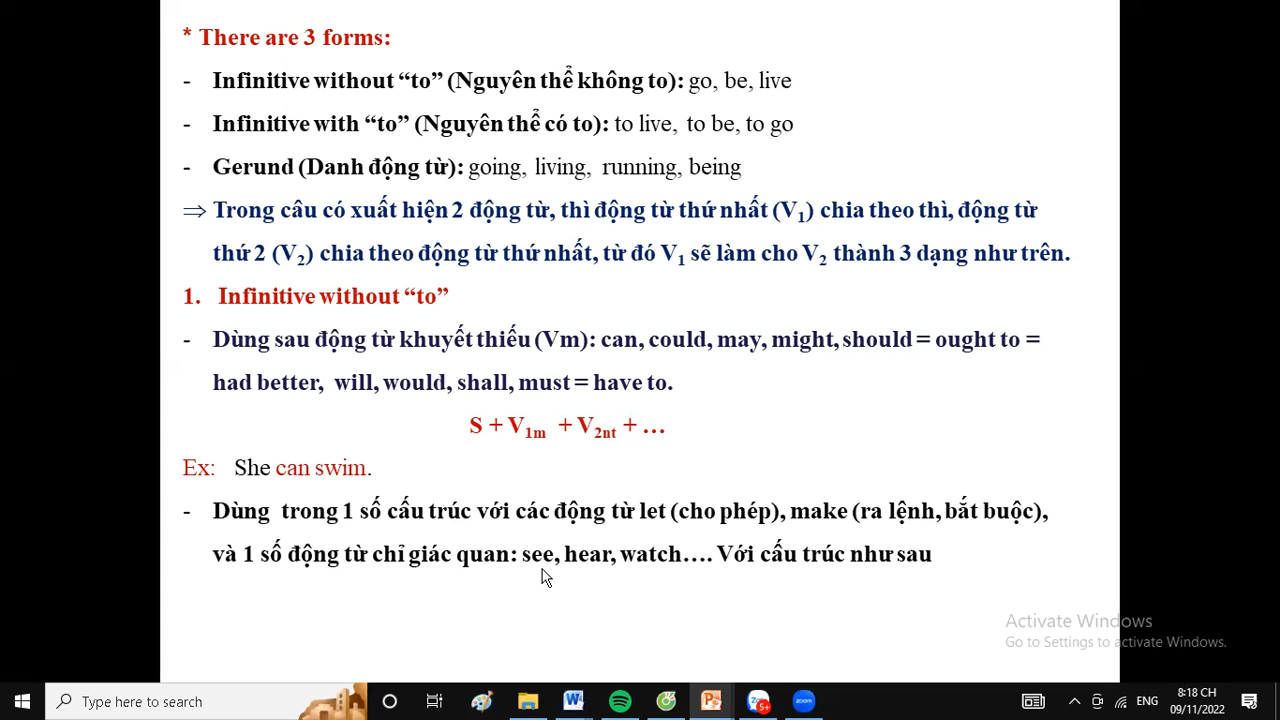 * There are 3 forms:
- Infinitive without “to” (Nguyên thể không to): go, be, live
- Infinitive with “to” (Nguyên thể có to): to live, to be, to go
- Gerund (Danh động từ): going, living, running, being
⇒ Trong câu có xuất hiện 2 động từ, thì động từ thứ nhất (V₁) chia theo thì, động từ
thứ 2 (V₂) chia theo động từ thứ nhất, từ đó V₁ sẽ làm cho V₂ thành 3 dạng như trên.
1. Infinitive without “to”
- Dùng sau động từ khuyết thiếu (Vm): can, could, may, might, should = ought to =
had better, will, would, shall, must = have to.
S + V1m + V2nt + …
Ex: She can swim.
- Dùng trong 1 số cấu trúc với các động từ let (cho phép), make (ra lệnh, bắt buộc),
và 1 số động từ chỉ giác quan: see, hear, watch…. Với cấu trúc như sau
Activate Windows
Go to Settings to activate Windows.
Type here to search
W
5+
zoom
ENG
8:18 CH
09/11/2022